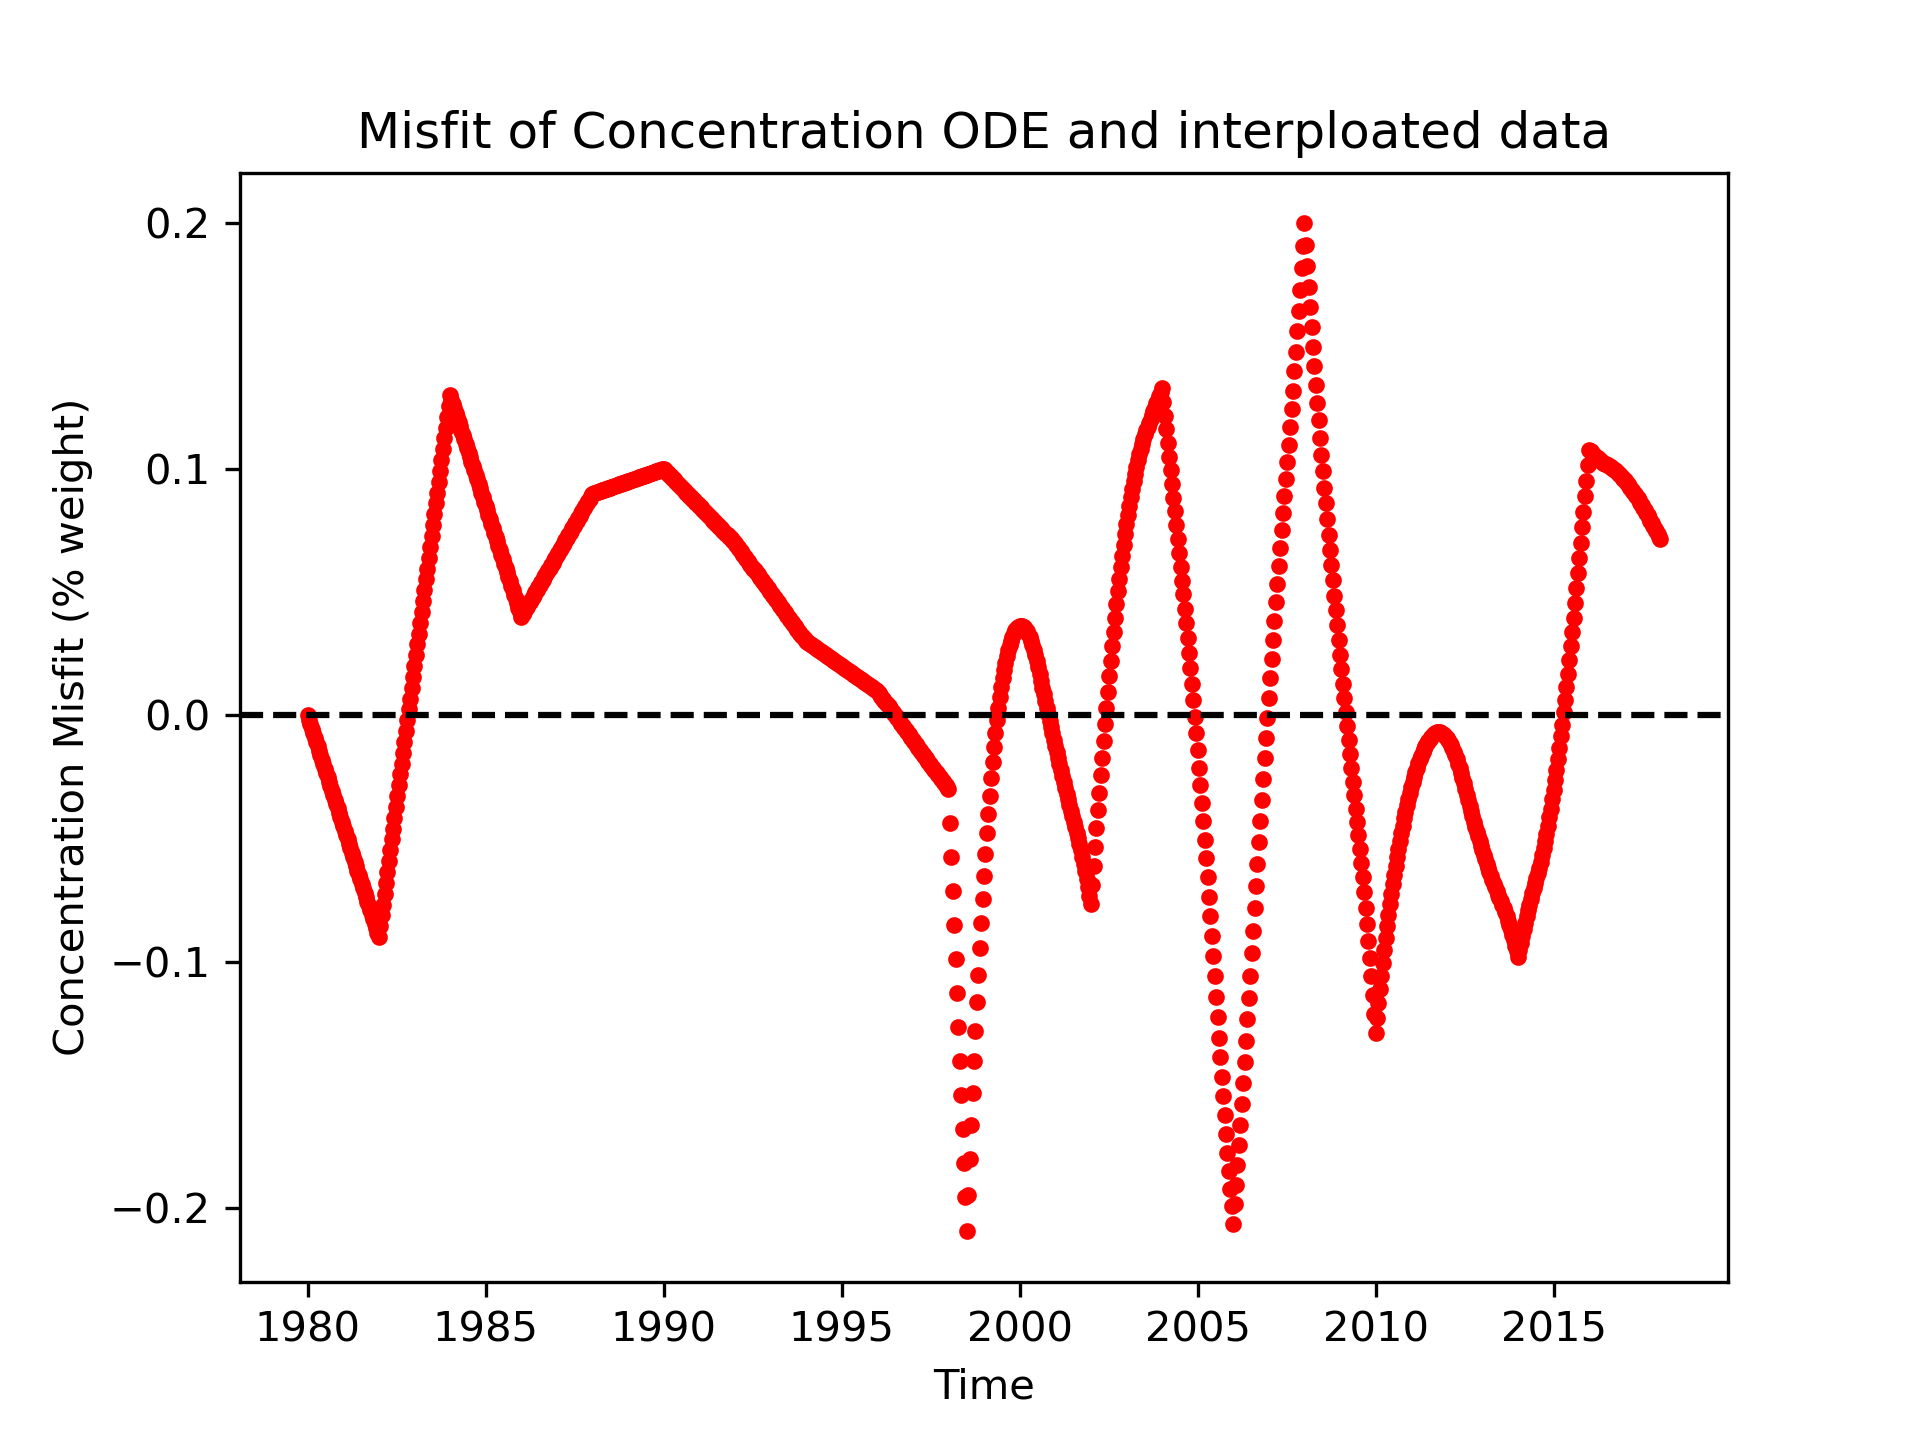 Misfit of Concentration ODE and interploated data
Concentration Misfit (% weight)
0.2
0.1
0.0
−0.1
−0.2
1980 1985 1990 1995 2000 2005 2010 2015
Time